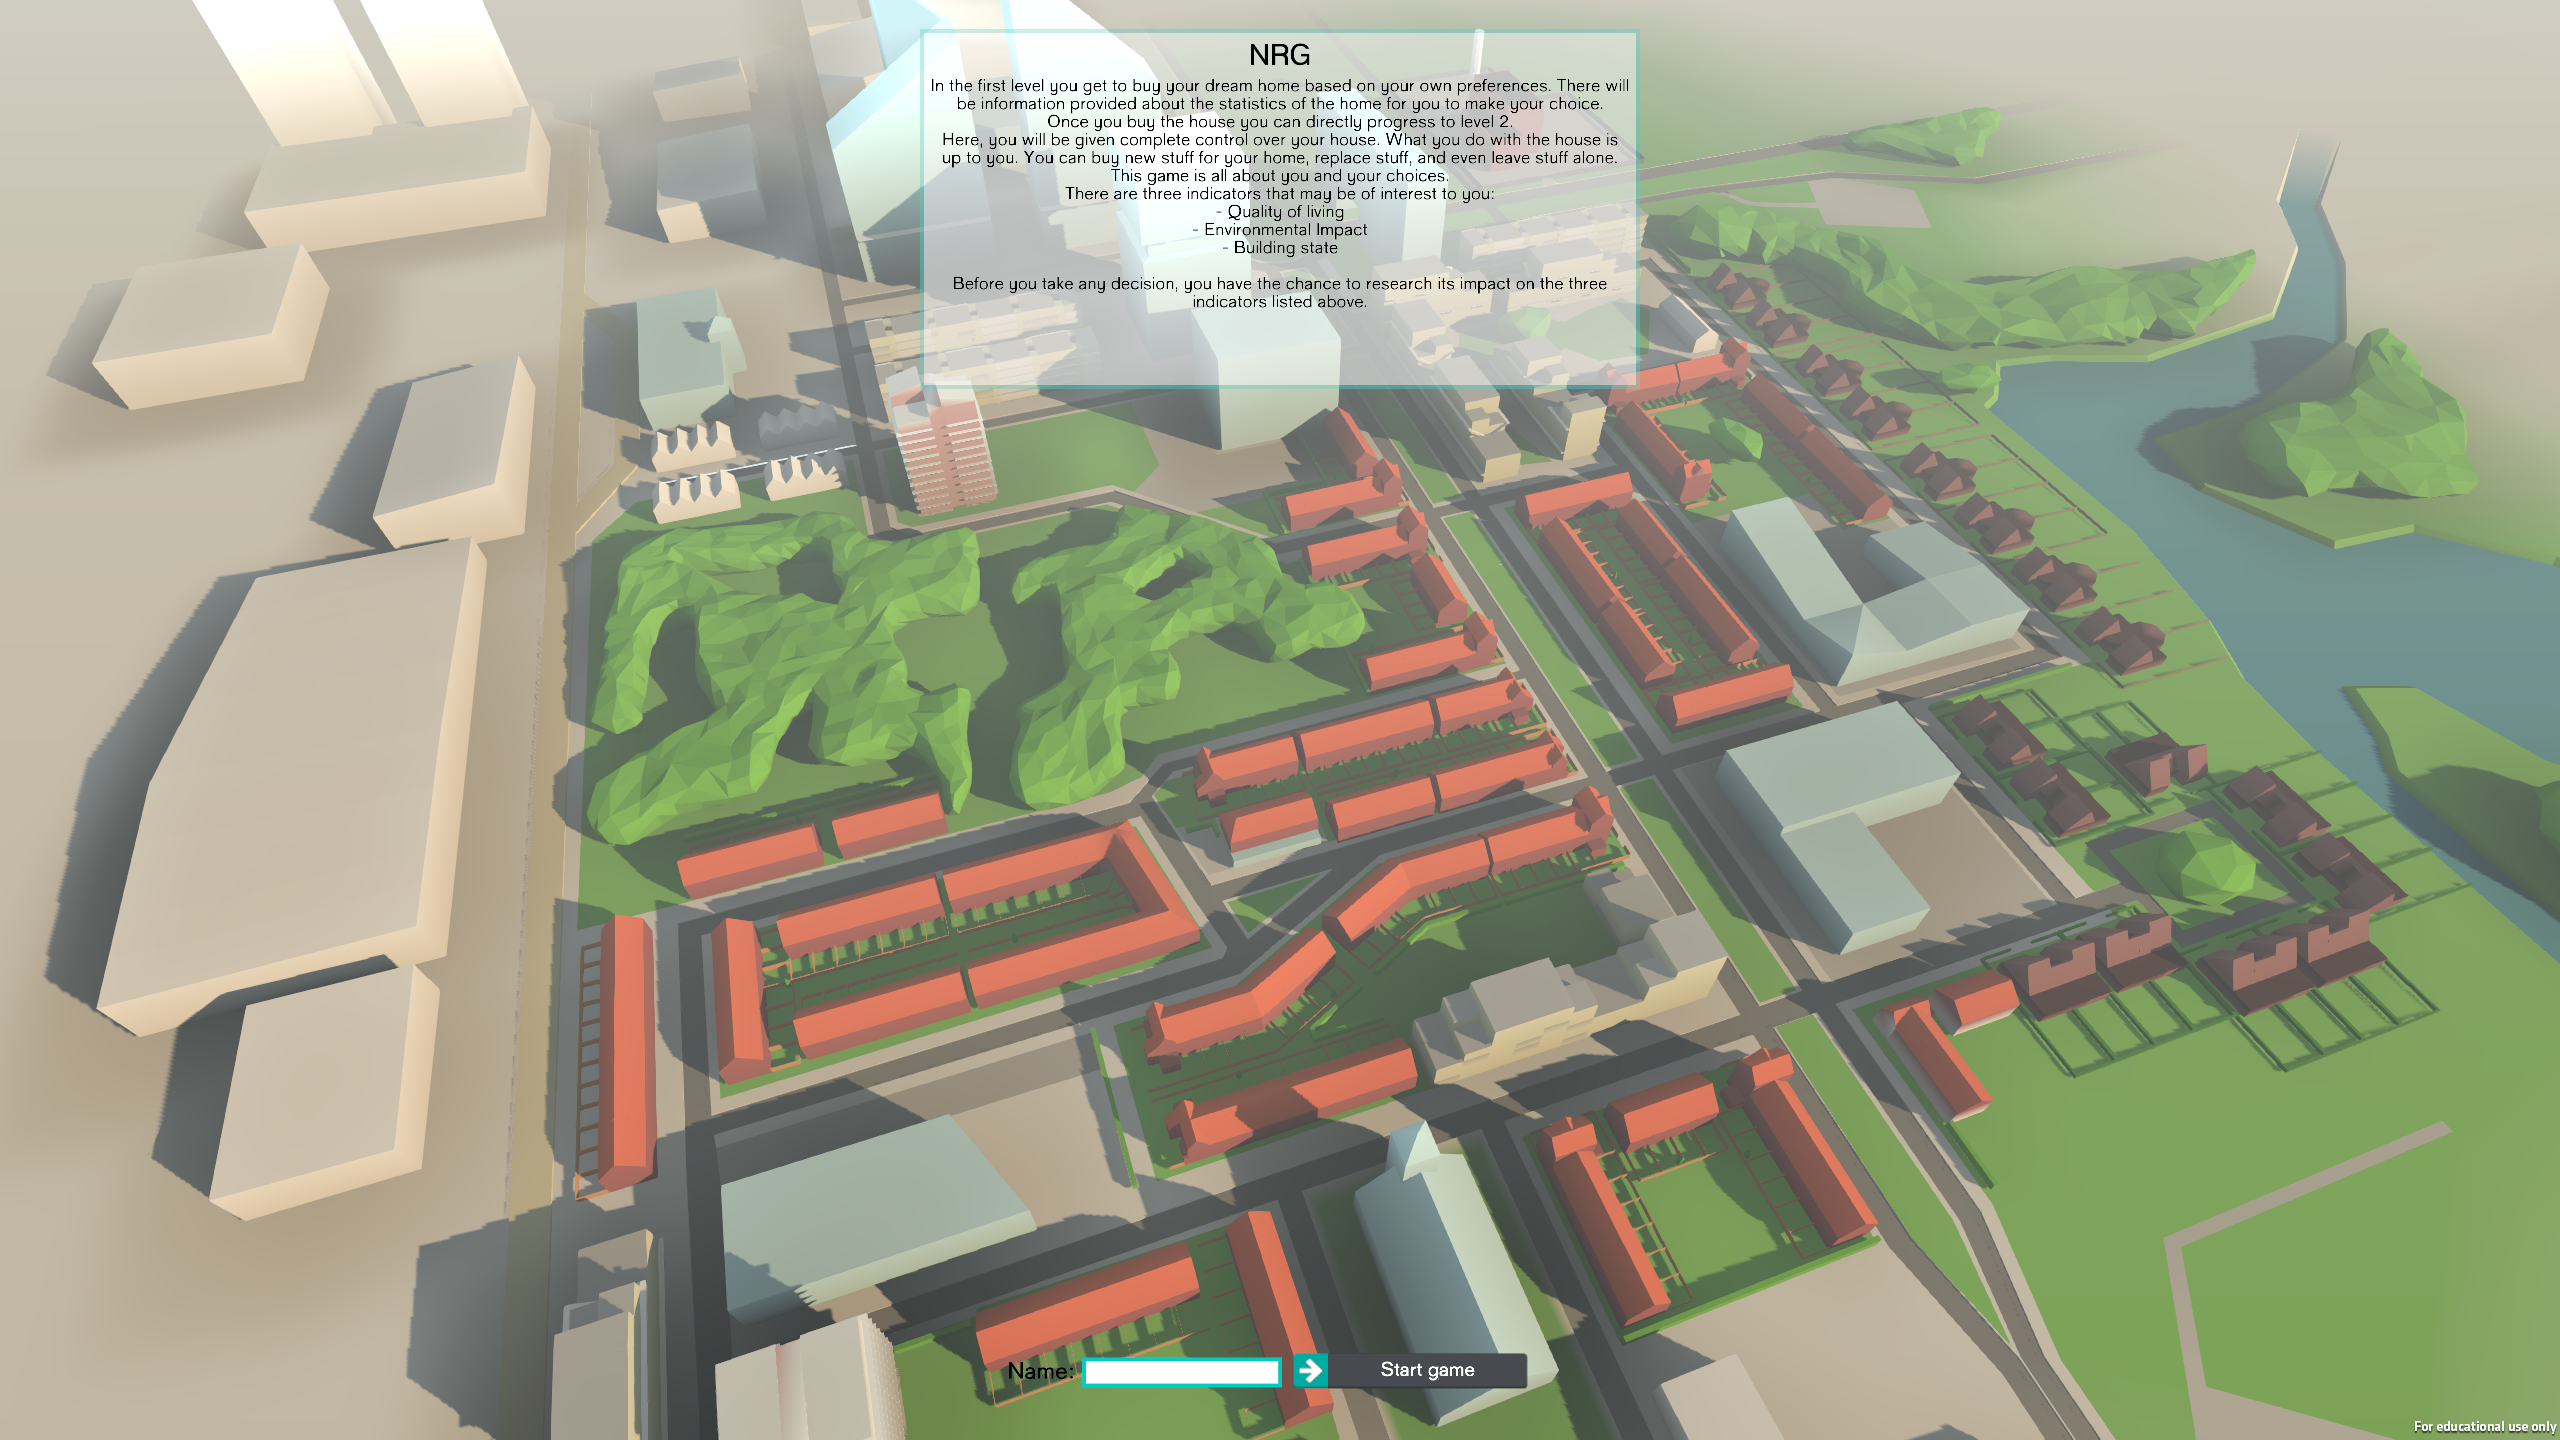 NRG
In the first level you get to buy your dream home based on your own preferences. There will
be information provided about the statistics of the home for you to make your choice.
Once you buy the house you can directly progress to level 2.
Here, you will be given complete control over your house. What you do with the house is
up to you. You can buy new stuff for your home, replace stuff, and even leave stuff alone.
This game is all about you and your choices.
There are three indicators that may be of interest to you:
- Quality of living
- Environmental Impact
- Building state
Before you take any decision, you have the chance to research its impact on the three
indicators listed above.
Name:
Start game
For educational use only